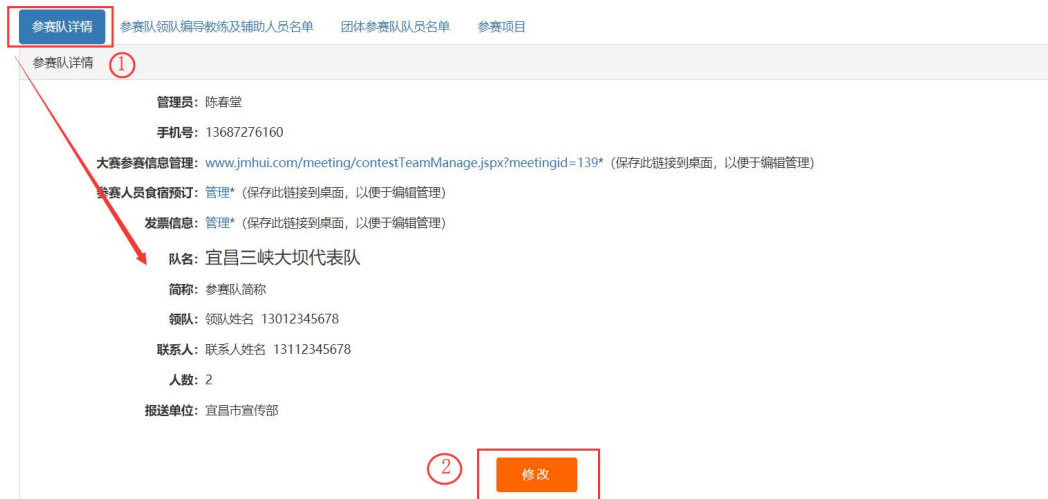 参赛队详情 参赛队领队编导教练及辅助人员名单 团体参赛队队员名单 参赛项目
参赛队详情 ①
管理员：陈春堂
手机号：13687276160
大赛参赛信息管理：www.jmhui.com/meeting/contestTeamManage.jspx?meetingid=139*（保存此链接到桌面，以便于编辑管理）
参赛人员食宿预订：管理*（保存此链接到桌面，以便于编辑管理）
发票信息：管理*（保存此链接到桌面，以便于编辑管理）
队名：宜昌三峡大坝代表队
简称：参赛队简称
领队：领队姓名 13012345678
联系人：联系人姓名 13112345678
人数：2
报送单位：宜昌市宣传部
② 修改